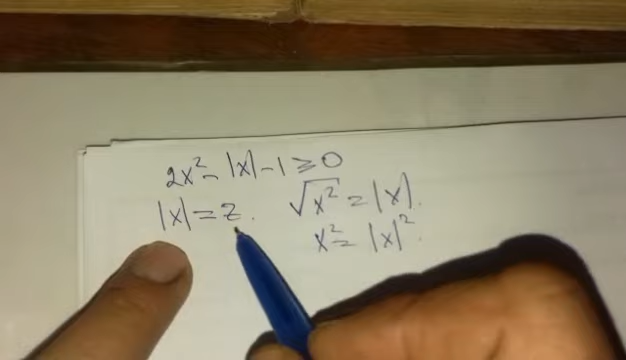 2x² - |x| - 1 ≥ 0
|x| = z. √x² = |x|.
x² = |x|².